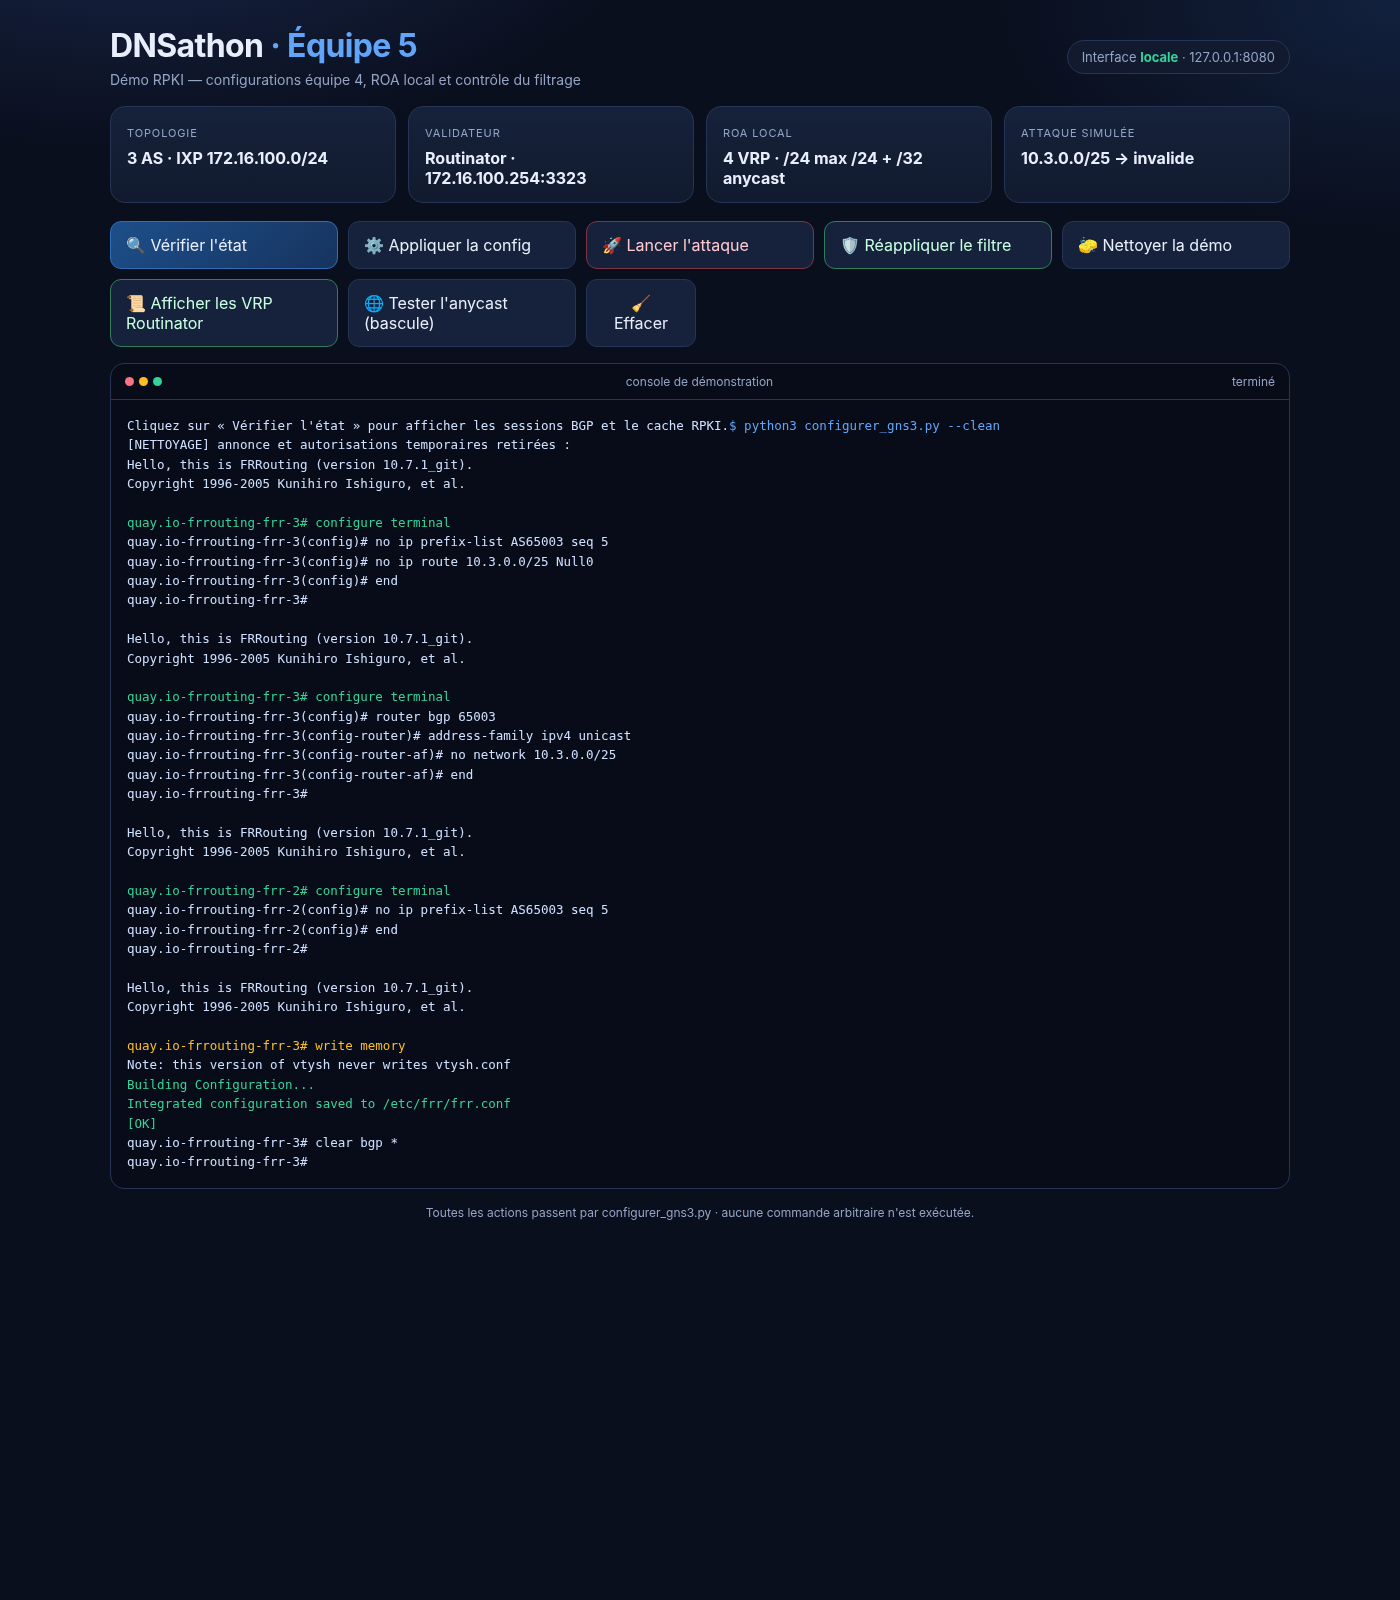 DNSathon · Équipe 5
Démo RPKI — configurations équipe 4, ROA local et contrôle du filtrage
Interface locale · 127.0.0.1:8080
TOPOLOGIE
3 AS · IXP 172.16.100.0/24
VALIDATEUR
Routinator ·
172.16.100.254:3323
ROA LOCAL
4 VRP · /24 max /24 + /32
anycast
ATTAQUE SIMULÉE
10.3.0.0/25 → invalide
🔍 Vérifier l'état
⚙️ Appliquer la config
🚀 Lancer l'attaque
🛡️ Réappliquer le filtre
🧽 Nettoyer la démo
📜 Afficher les VRP
Routinator
🌐 Tester l'anycast
(bascule)
🧹
Effacer
console de démonstration
terminé
Cliquez sur « Vérifier l'état » pour afficher les sessions BGP et le cache RPKI.$ python3 configurer_gns3.py --clean
[NETTOYAGE] annonce et autorisations temporaires retirées :
Hello, this is FRRouting (version 10.7.1_git).
Copyright 1996-2005 Kunihiro Ishiguro, et al.
quay.io-frrouting-frr-3# configure terminal
quay.io-frrouting-frr-3(config)# no ip prefix-list AS65003 seq 5
quay.io-frrouting-frr-3(config)# no ip route 10.3.0.0/25 Null0
quay.io-frrouting-frr-3(config)# end
quay.io-frrouting-frr-3#
Hello, this is FRRouting (version 10.7.1_git).
Copyright 1996-2005 Kunihiro Ishiguro, et al.
quay.io-frrouting-frr-3# configure terminal
quay.io-frrouting-frr-3(config)# router bgp 65003
quay.io-frrouting-frr-3(config-router)# address-family ipv4 unicast
quay.io-frrouting-frr-3(config-router-af)# no network 10.3.0.0/25
quay.io-frrouting-frr-3(config-router-af)# end
quay.io-frrouting-frr-3#
Hello, this is FRRouting (version 10.7.1_git).
Copyright 1996-2005 Kunihiro Ishiguro, et al.
quay.io-frrouting-frr-2# configure terminal
quay.io-frrouting-frr-2(config)# no ip prefix-list AS65003 seq 5
quay.io-frrouting-frr-2(config)# end
quay.io-frrouting-frr-2#
Hello, this is FRRouting (version 10.7.1_git).
Copyright 1996-2005 Kunihiro Ishiguro, et al.
quay.io-frrouting-frr-3# write memory
Note: this version of vtysh never writes vtysh.conf
Building Configuration...
Integrated configuration saved to /etc/frr/frr.conf
[OK]
quay.io-frrouting-frr-3# clear bgp *
quay.io-frrouting-frr-3#
Toutes les actions passent par configurer_gns3.py · aucune commande arbitraire n'est exécutée.